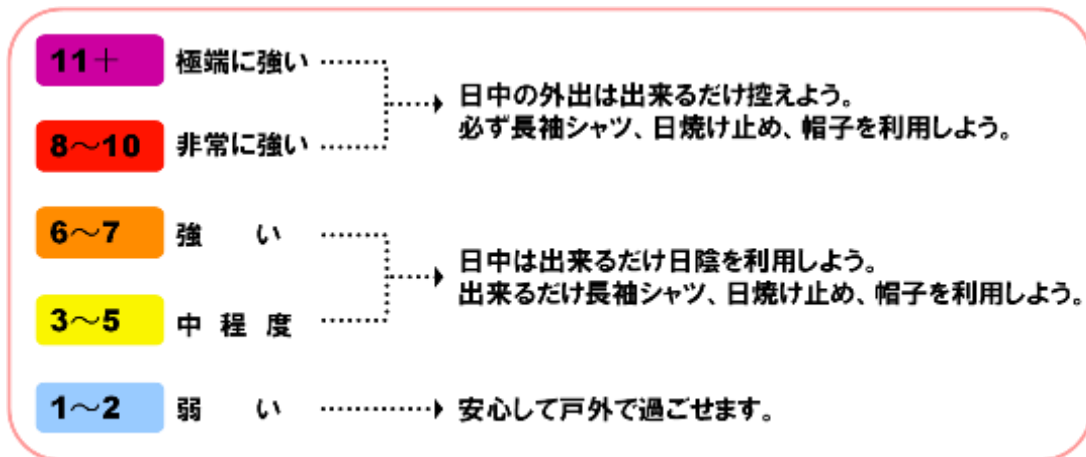 11+ 極端に強い
日中の外出は出来るだけ控えよう。
必ず長袖シャツ、日焼け止め、帽子を利用しよう。
8～10 非常に強い
6～7 強い
日中は出来るだけ日陰を利用しよう。
出来るだけ長袖シャツ、日焼け止め、帽子を利用しよう。
3～5 中程度
1～2 弱い
安心して戸外で過ごせます。